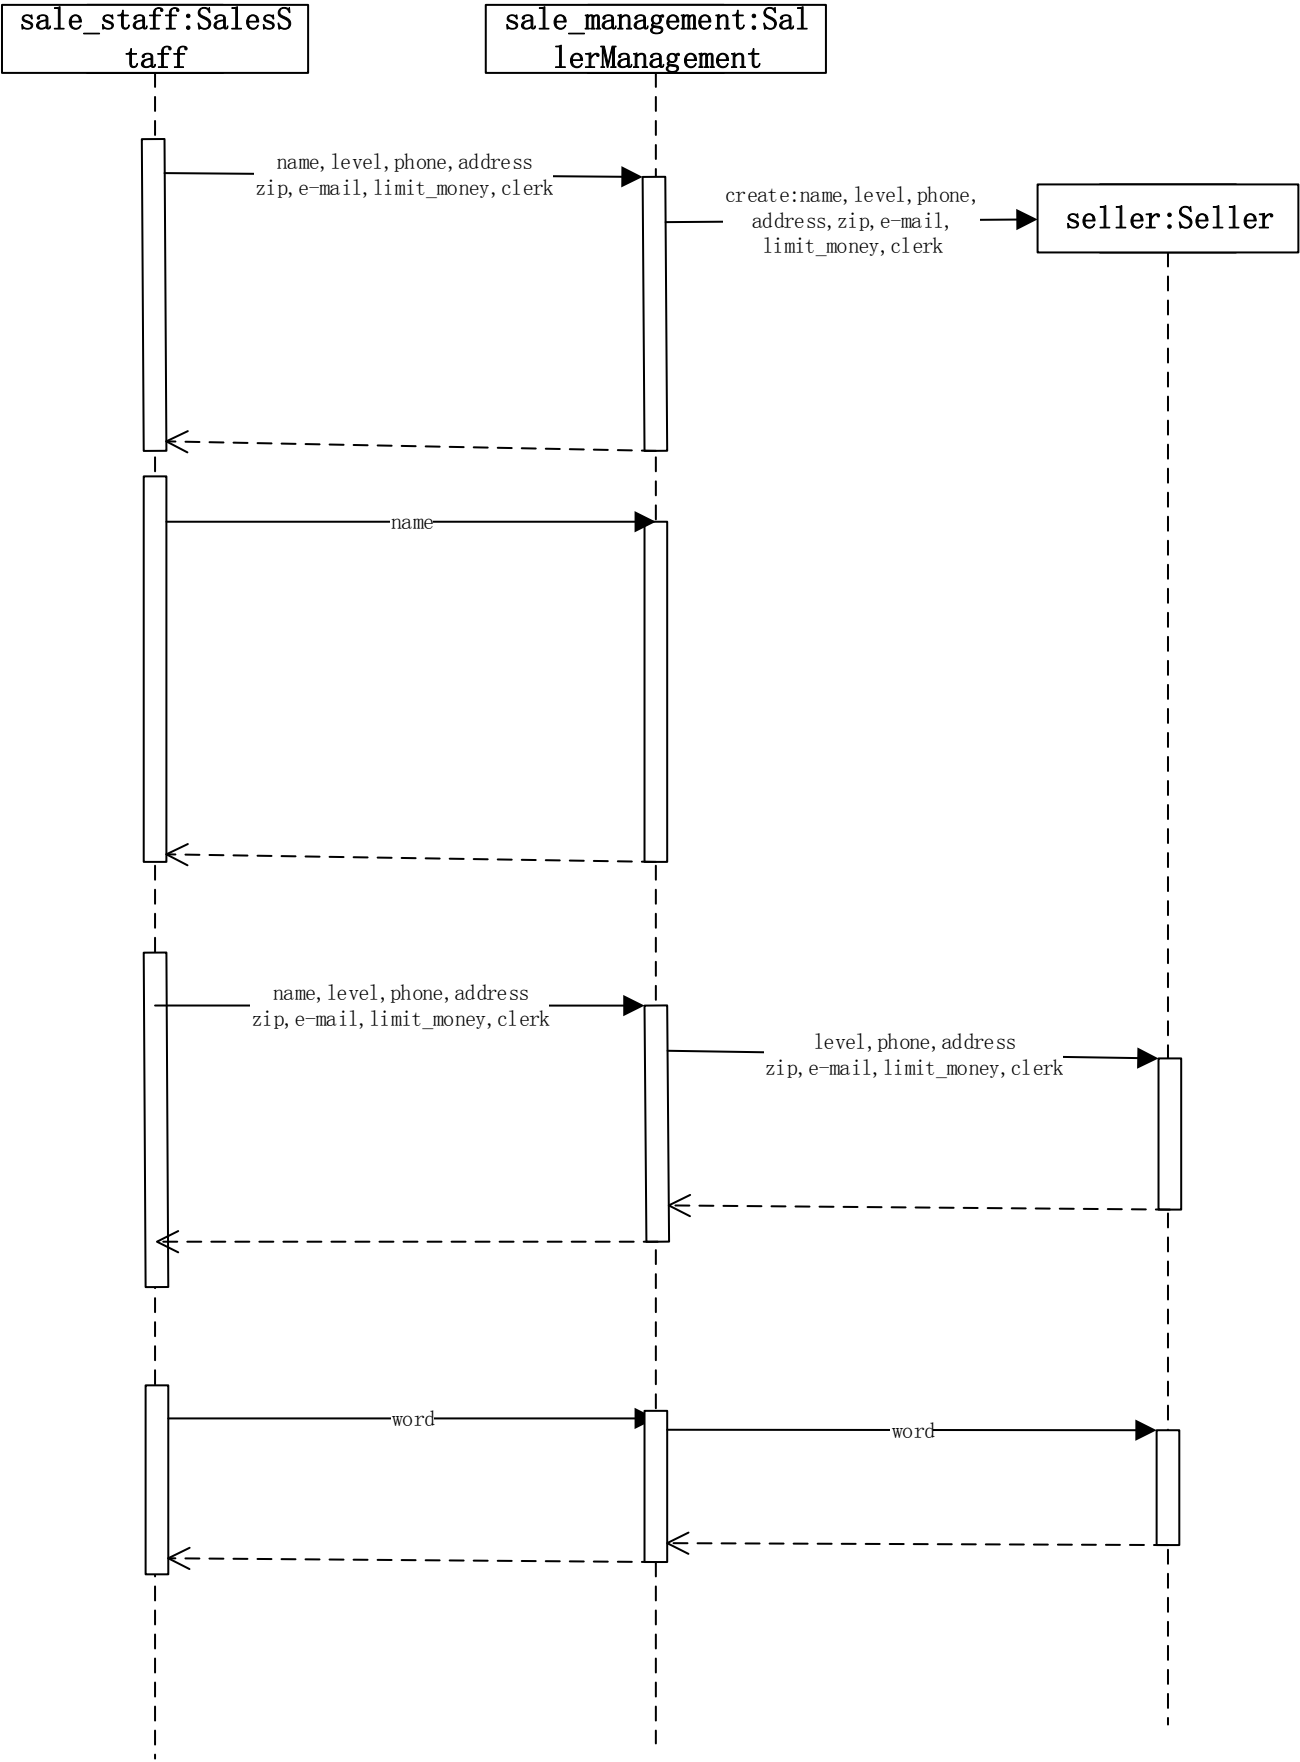 sale_staff:SalesS
taff
sale_management:Sal
lerManagement
name,level,phone,address
zip,e-mail,limit_money,clerk
create:name,level,phone,
address,zip,e-mail,
limit_money,clerk
seller:Seller
name
name,level,phone,address
zip,e-mail,limit_money,clerk
level,phone,address
zip,e-mail,limit_money,clerk
word
word